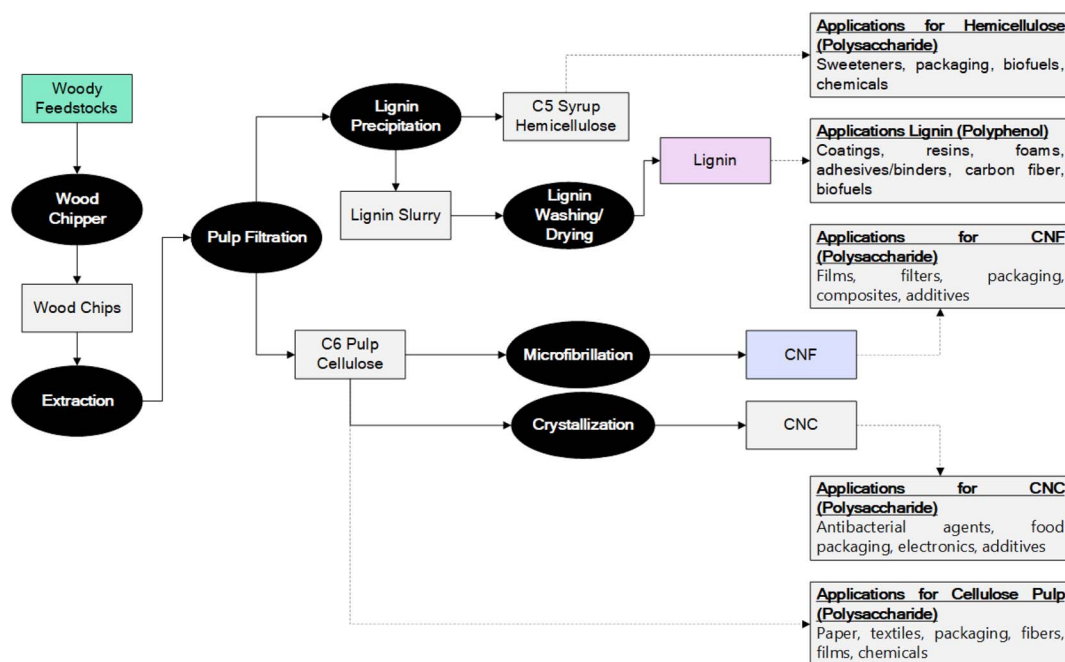 Woody
Feedstocks
Wood
Chipper
Wood Chips
Extraction
Pulp Filtration
Lignin
Precipitation
C5 Syrup
Hemicellulose
Lignin Slurry
Lignin
Washing/
Drying
Lignin
C6 Pulp
Cellulose
Microfibrillation
CNF
Crystallization
CNC
Applications for Hemicellulose
(Polysaccharide)
Sweeteners, packaging, biofuels,
chemicals
Applications Lignin (Polyphenol)
Coatings, resins, foams,
adhesives/binders, carbon fiber,
biofuels
Applications for CNF
(Polysaccharide)
Films, filters, packaging,
composites, additives
Applications for CNC
(Polysaccharide)
Antibacterial agents, food
packaging, electronics, additives
Applications for Cellulose Pulp
(Polysaccharide)
Paper, textiles, packaging, fibers,
films, chemicals